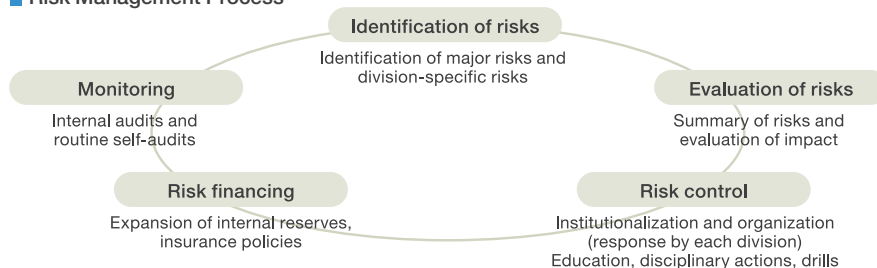 Risk Management Process
Identification of risks
Identification of major risks and
division-specific risks
Monitoring
Internal audits and
routine self-audits
Evaluation of risks
Summary of risks and
evaluation of impact
Risk financing
Expansion of internal reserves,
insurance policies
Risk control
Institutionalization and organization
(response by each division)
Education, disciplinary actions, drills